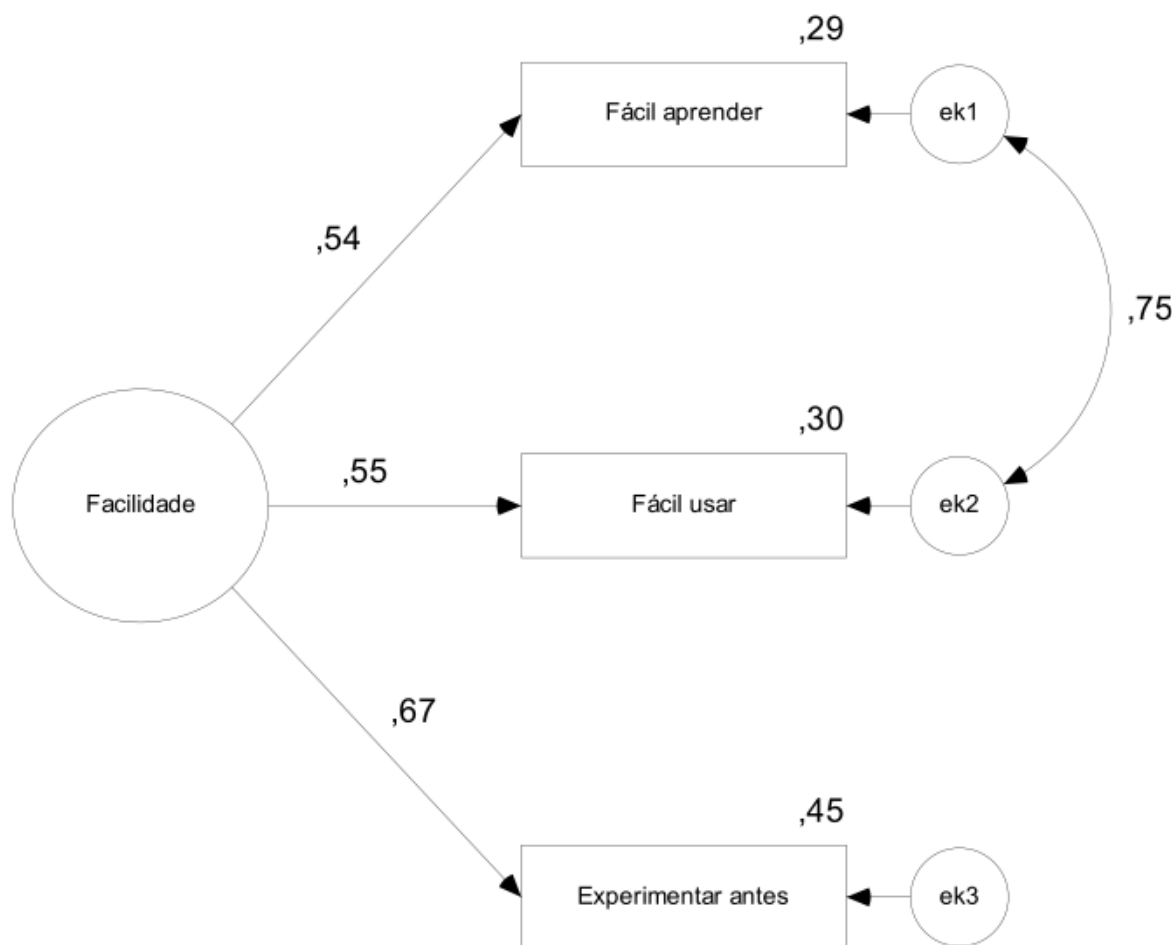 ,29
Fácil aprender
ek1
,54
,75
,30
,55
Facilidade
Fácil usar
ek2
,67
,45
Experimentar antes
ek3